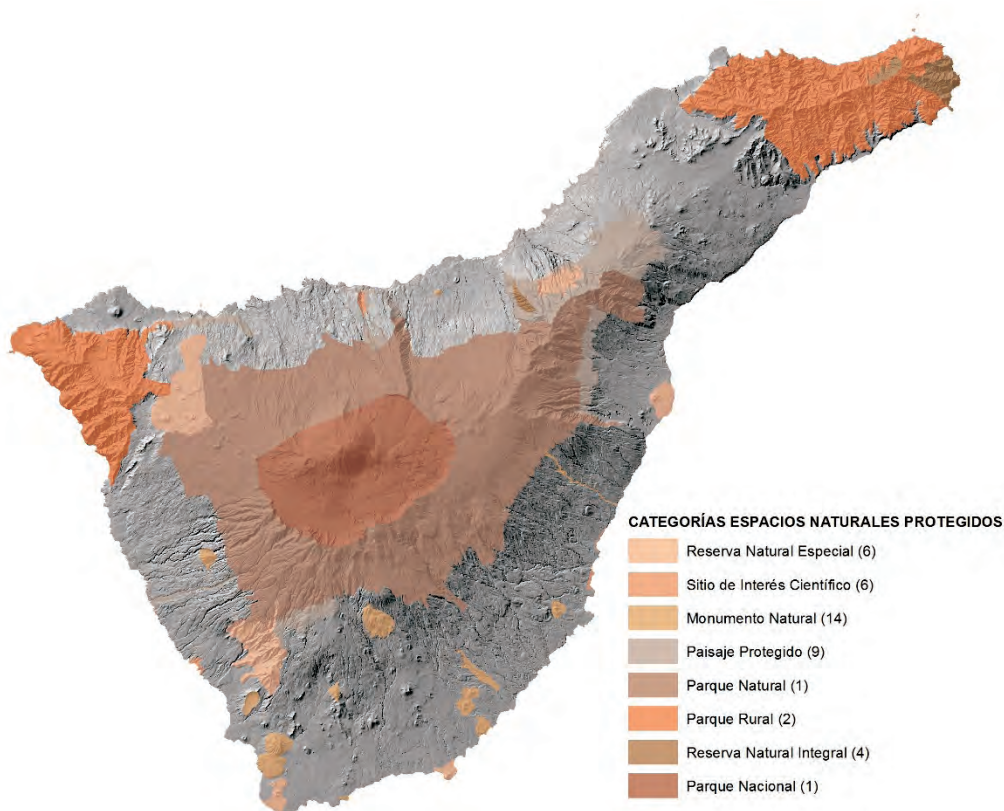 CATEGORÍAS ESPACIOS NATURALES PROTEGIDOS
Reserva Natural Especial (6)
Sitio de Interés Científico (6)
Monumento Natural (14)
Paisaje Protegido (9)
Parque Natural (1)
Parque Rural (2)
Reserva Natural Integral (4)
Parque Nacional (1)